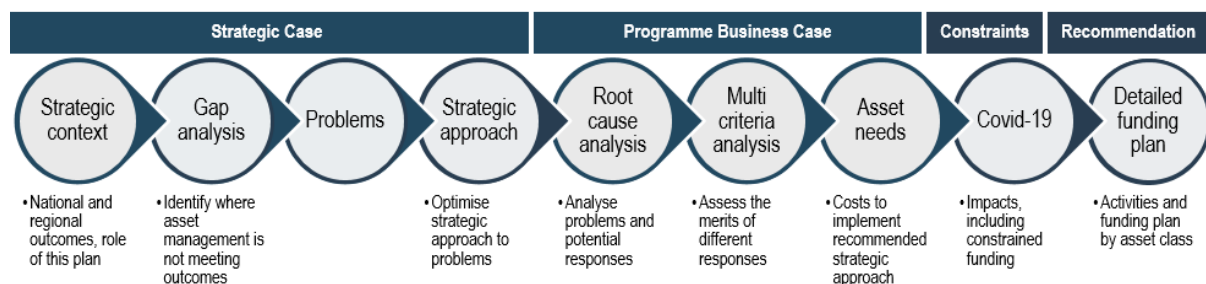 Strategic Case
Programme Business Case
Constraints
Recommendation
Strategic
context
Gap
analysis
Problems
Strategic
approach
Root
cause
analysis
Multi
criteria
analysis
Asset
needs
Covid-19
Detailed
funding
plan
•National and
regional
outcomes, role
of this plan
•Identify where
asset
management is
not meeting
outcomes
•Optimise
strategic
approach to
problems
•Analyse
problems and
potential
responses
•Assess the
merits of
different
responses
•Costs to
implement
recommended
strategic
approach
•Impacts,
including
constrained
funding
•Activities and
funding plan
by asset class